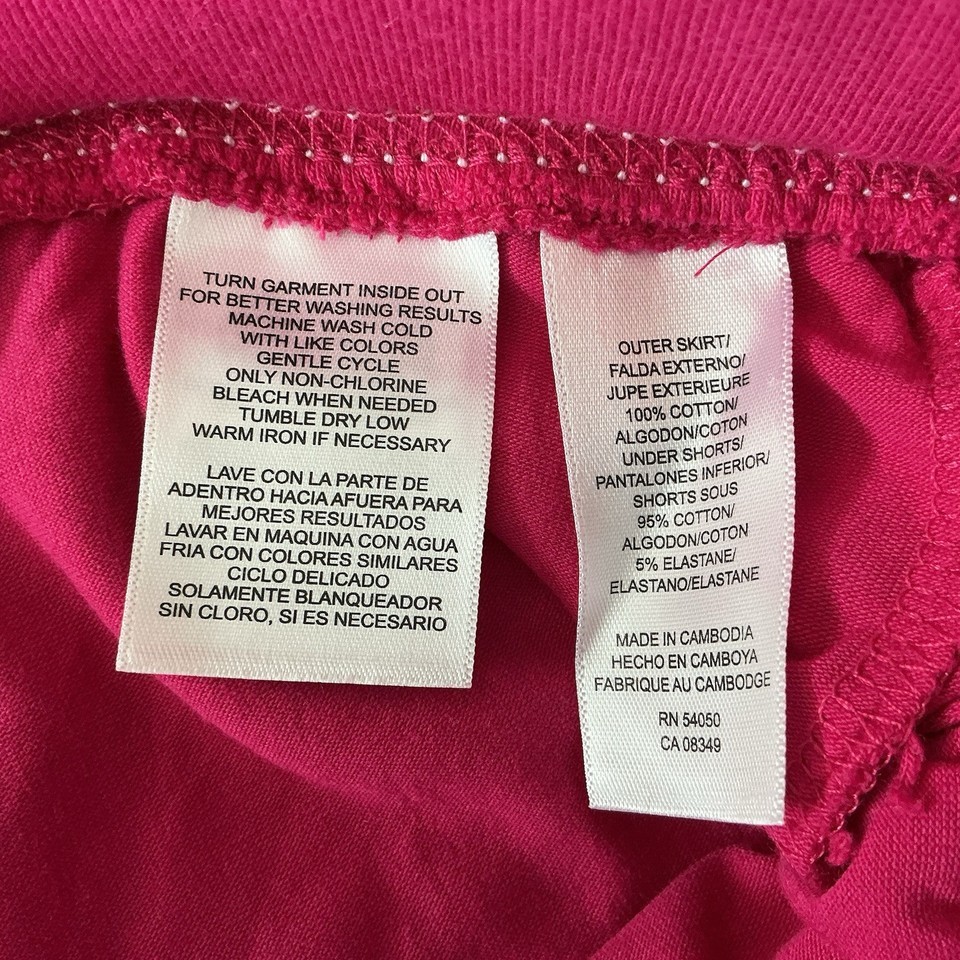 TURN GARMENT INSIDE OUT
FOR BETTER WASHING RESULTS
MACHINE WASH COLD
WITH LIKE COLORS
GENTLE CYCLE
ONLY NON-CHLORINE
BLEACH WHEN NEEDED
TUMBLE DRY LOW
WARM IRON IF NECESSARY
LAVE CON LA PARTE DE
ADENTRO HACIA AFUERA PARA
MEJORES RESULTADOS
LAVAR EN MAQUINA CON AGUA
FRIA CON COLORES SIMILARES
CICLO DELICADO
SOLAMENTE BLANQUEADOR
SIN CLORO, SI ES NECESARIO
OUTER SKIRT/
FALDA EXTERNO/
JUPE EXTERIEURE
100% COTTON/
ALGODON/COTON
UNDER SHORTS/
PANTALONES INFERIOR/
SHORTS SOUS
95% COTTON/
ALGODON/COTON
5% ELASTANE/
ELASTANO/ELASTANE
MADE IN CAMBODIA
HECHO EN CAMBOYA
FABRIQUE AU CAMBODGE
RN 54050
CA 08349